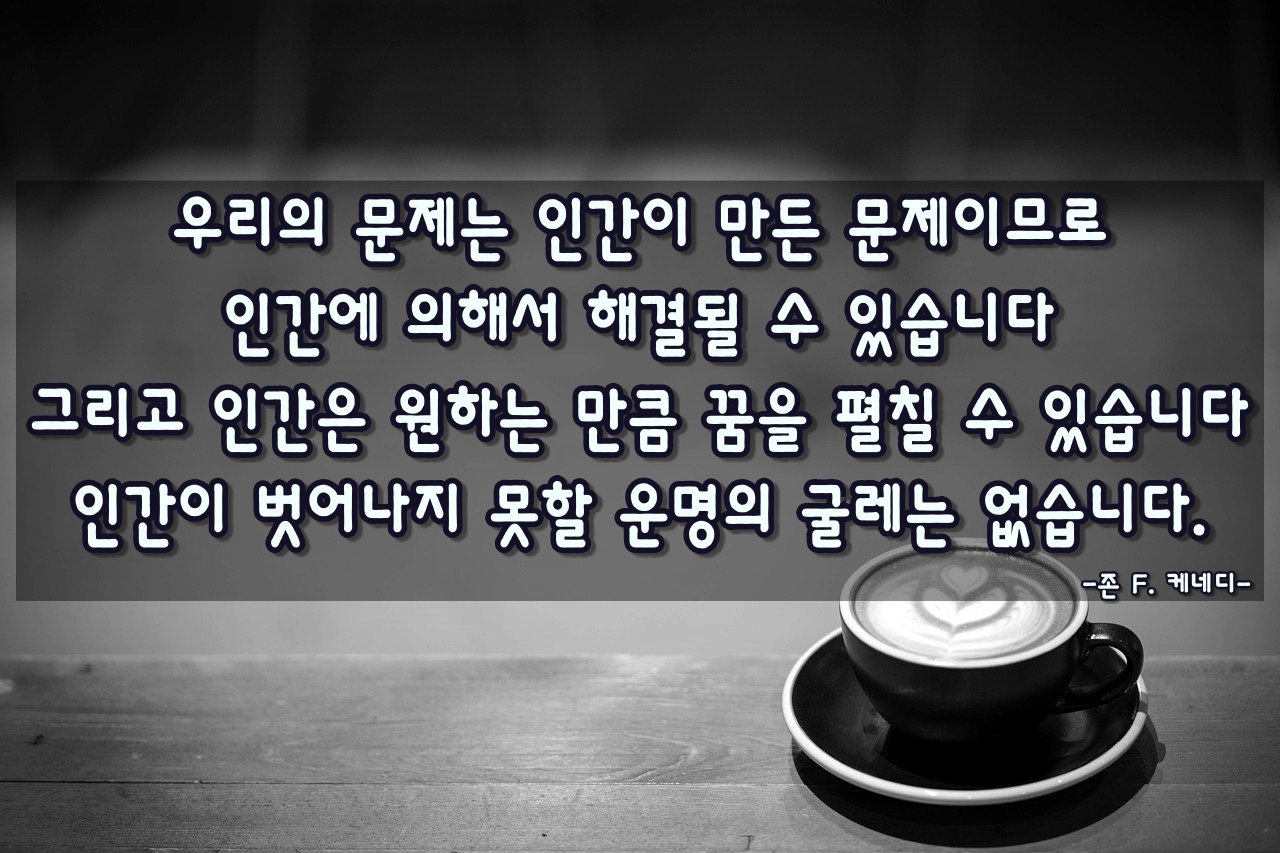 우리의 문제는 인간이 만든 문제이므로
인간에 의해서 해결될 수 있습니다
그리고 인간은 원하는 만큼 꿈을 펼칠 수 있습니다
인간이 벗어나지 못할 운명의 굴레는 없습니다.
-존 F. 케네디-